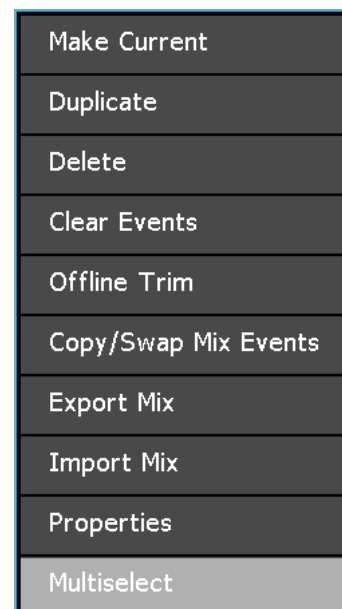 Make Current
Duplicate
Delete
Clear Events
Offline Trim
Copy/Swap Mix Events
Export Mix
Import Mix
Properties
Multiselect